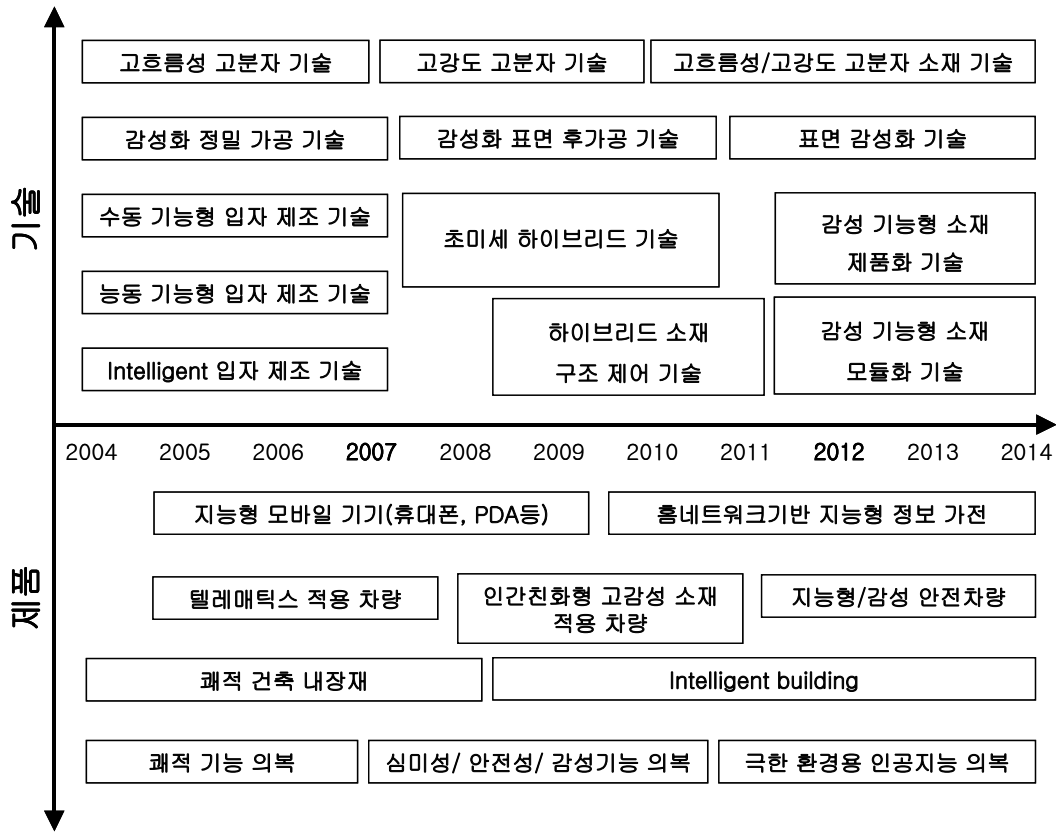 고흐름성 고분자 기술
고강도 고분자 기술
고흐름성/고강도 고분자 소재 기술
감성화 정밀 가공 기술
감성화 표면 후가공 기술
표면 감성화 기술
기술
수동 기능형 입자 제조 기술
초미세 하이브리드 기술
감성 기능형 소재
제품화 기술
능동 기능형 입자 제조 기술
하이브리드 소재
구조 제어 기술
감성 기능형 소재
모듈화 기술
Intelligent 입자 제조 기술
2004 2005 2006 2007 2008 2009 2010 2011 2012 2013 2014
제품
지능형 모바일 기기(휴대폰, PDA등)
홈네트워크기반 지능형 정보 가전
텔레매틱스 적용 차량
인간친화형 고감성 소재
적용 차량
지능형/감성 안전차량
쾌적 건축 내장재
Intelligent building
쾌적 기능 의복
심미성/ 안전성/ 감성기능 의복
극한 환경용 인공지능 의복